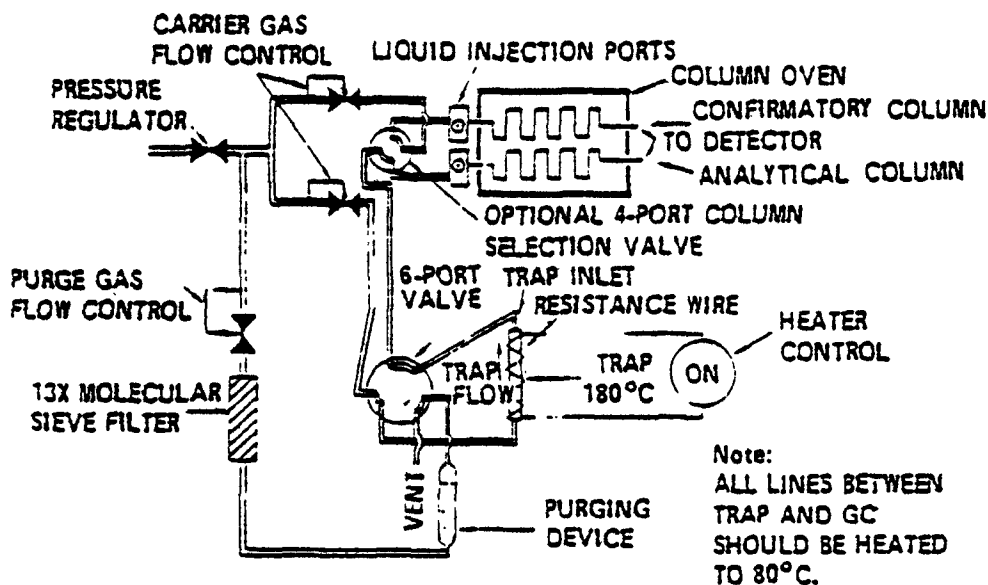 CARRIER GAS
FLOW CONTROL
LIQUID INJECTION PORTS
PRESSURE
REGULATOR
COLUMN OVEN
CONFIRMATORY COLUMN
TO DETECTOR
ANALYTICAL COLUMN
OPTIONAL 4-PORT COLUMN
SELECTION VALVE
PURGE GAS
FLOW CONTROL
6-PORT
VALVE
TRAP INLET
RESISTANCE WIRE
HEATER
CONTROL
TRAP
FLOW
TRAP
180°C
ON
13X MOLECULAR
SIEVE FILTER
VENT
PURGING
DEVICE
Note:
ALL LINES BETWEEN
TRAP AND GC
SHOULD BE HEATED
TO 80°C.